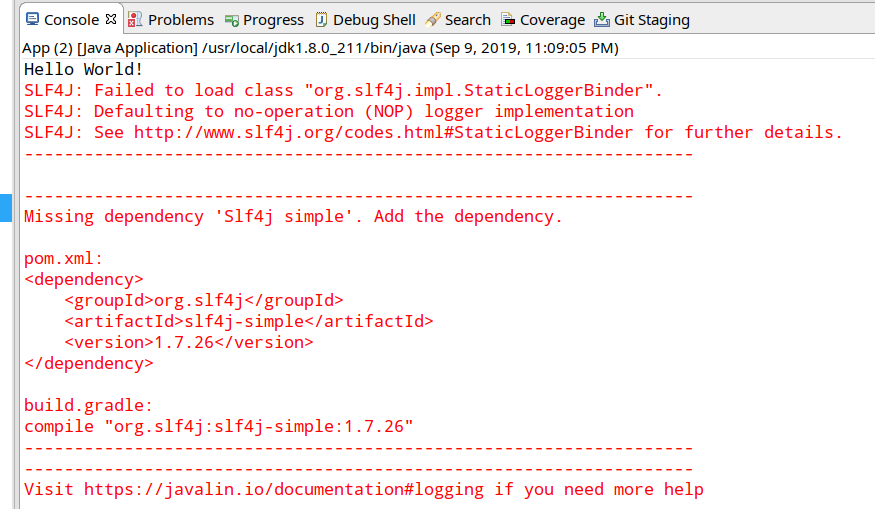 Console Problems Progress Debug Shell Search Coverage Git Staging
App (2) [Java Application] /usr/local/jdk1.8.0_211/bin/java (Sep 9, 2019, 11:09:05 PM)
Hello World!
SLF4J: Failed to load class "org.slf4j.impl.StaticLoggerBinder".
SLF4J: Defaulting to no-operation (NOP) logger implementation
SLF4J: See http://www.slf4j.org/codes.html#StaticLoggerBinder for further details.
-------------------------------------------------------------------
-------------------------------------------------------------------
Missing dependency 'Slf4j simple'. Add the dependency.
pom.xml:
<dependency>
    <groupId>org.slf4j</groupId>
    <artifactId>slf4j-simple</artifactId>
    <version>1.7.26</version>
</dependency>
build.gradle:
compile "org.slf4j:slf4j-simple:1.7.26"
-------------------------------------------------------------------
-------------------------------------------------------------------
Visit https://javalin.io/documentation#logging if you need more help